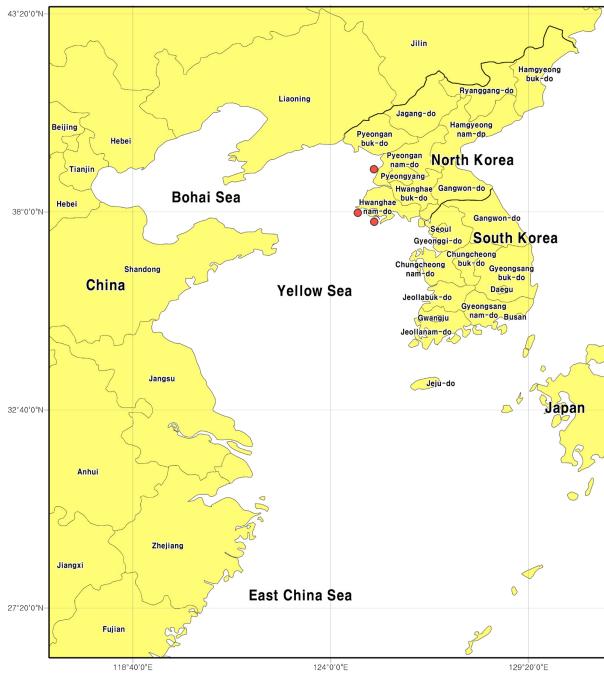 43°20'0"N
Jilin
Hamgyeong
buk-do
Ryanggang-do
Liaoning
Jagang-do
Beijing
Hebei
Pyeongan
buk-do
Hamgyeong
nam-dp
Pyeongan
nam-do
North Korea
Tianjin
Pyeongyang
Bohai Sea
Hwanghae
buk-do
Gangwon-do
Hebei
Hwanghae
nam-do
38°0'0"N
Gangwon-do
Seoul
South Korea
Gyeonggi-do
Chungcheong
buk-do
Shandong
Chungcheong
nam-do
Gyeongsang
buk-do
China
Yellow Sea
Daegu
Jeollabuk-do
Gyeongsang
nam-do
Busan
Gwangju
Jeollanam-do
Jangsu
Jeju-do
Japan
32°40'0"N
Anhui
Zhejiang
Jiangxi
East China Sea
27°20'0"N
Fujian
118°40'0"E
124°0'0"E
129°20'0"E